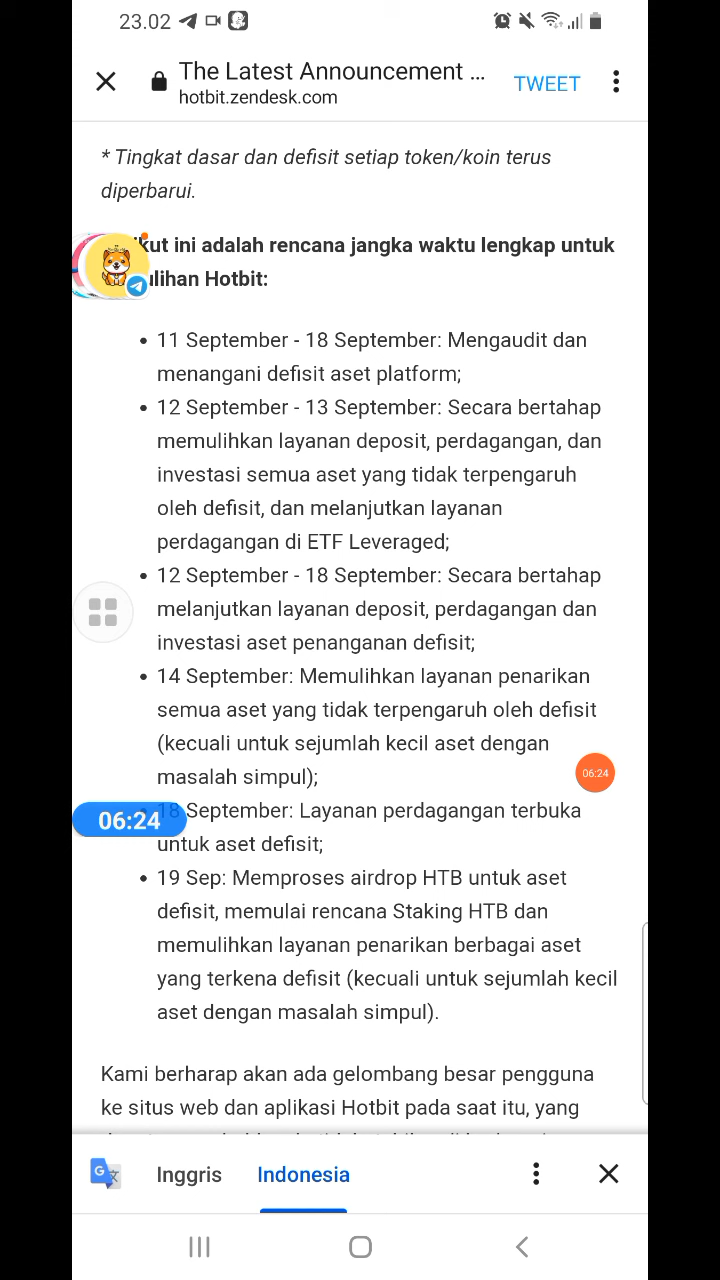 23.02
The Latest Announcement ...
hotbit.zendesk.com
TWEET
* Tingkat dasar dan defisit setiap token/koin terus
diperbarui.
ini adalah rencana jangka waktu lengkap untuk
Hotbit:
• 11 September - 18 September: Mengaudit dan
menangani defisit aset platform;
• 12 September - 13 September: Secara bertahap
memulihkan layanan deposit, perdagangan, dan
investasi semua aset yang tidak terpengaruh
oleh defisit, dan melanjutkan layanan
perdagangan di ETF Leveraged;
• 12 September - 18 September: Secara bertahap
melanjutkan layanan deposit, perdagangan dan
investasi aset penanganan defisit;
• 14 September: Memulihkan layanan penarikan
semua aset yang tidak terpengaruh oleh defisit
(kecuali untuk sejumlah kecil aset dengan
masalah simpul);
06:24
06:24
18 September: Layanan perdagangan terbuka
untuk aset defisit;
• 19 Sep: Memproses airdrop HTB untuk aset
defisit, memulai rencana Staking HTB dan
memulihkan layanan penarikan berbagai aset
yang terkena defisit (kecuali untuk sejumlah kecil
aset dengan masalah simpul).
Kami berharap akan ada gelombang besar pengguna
ke situs web dan aplikasi Hotbit pada saat itu, yang
Inggris
Indonesia